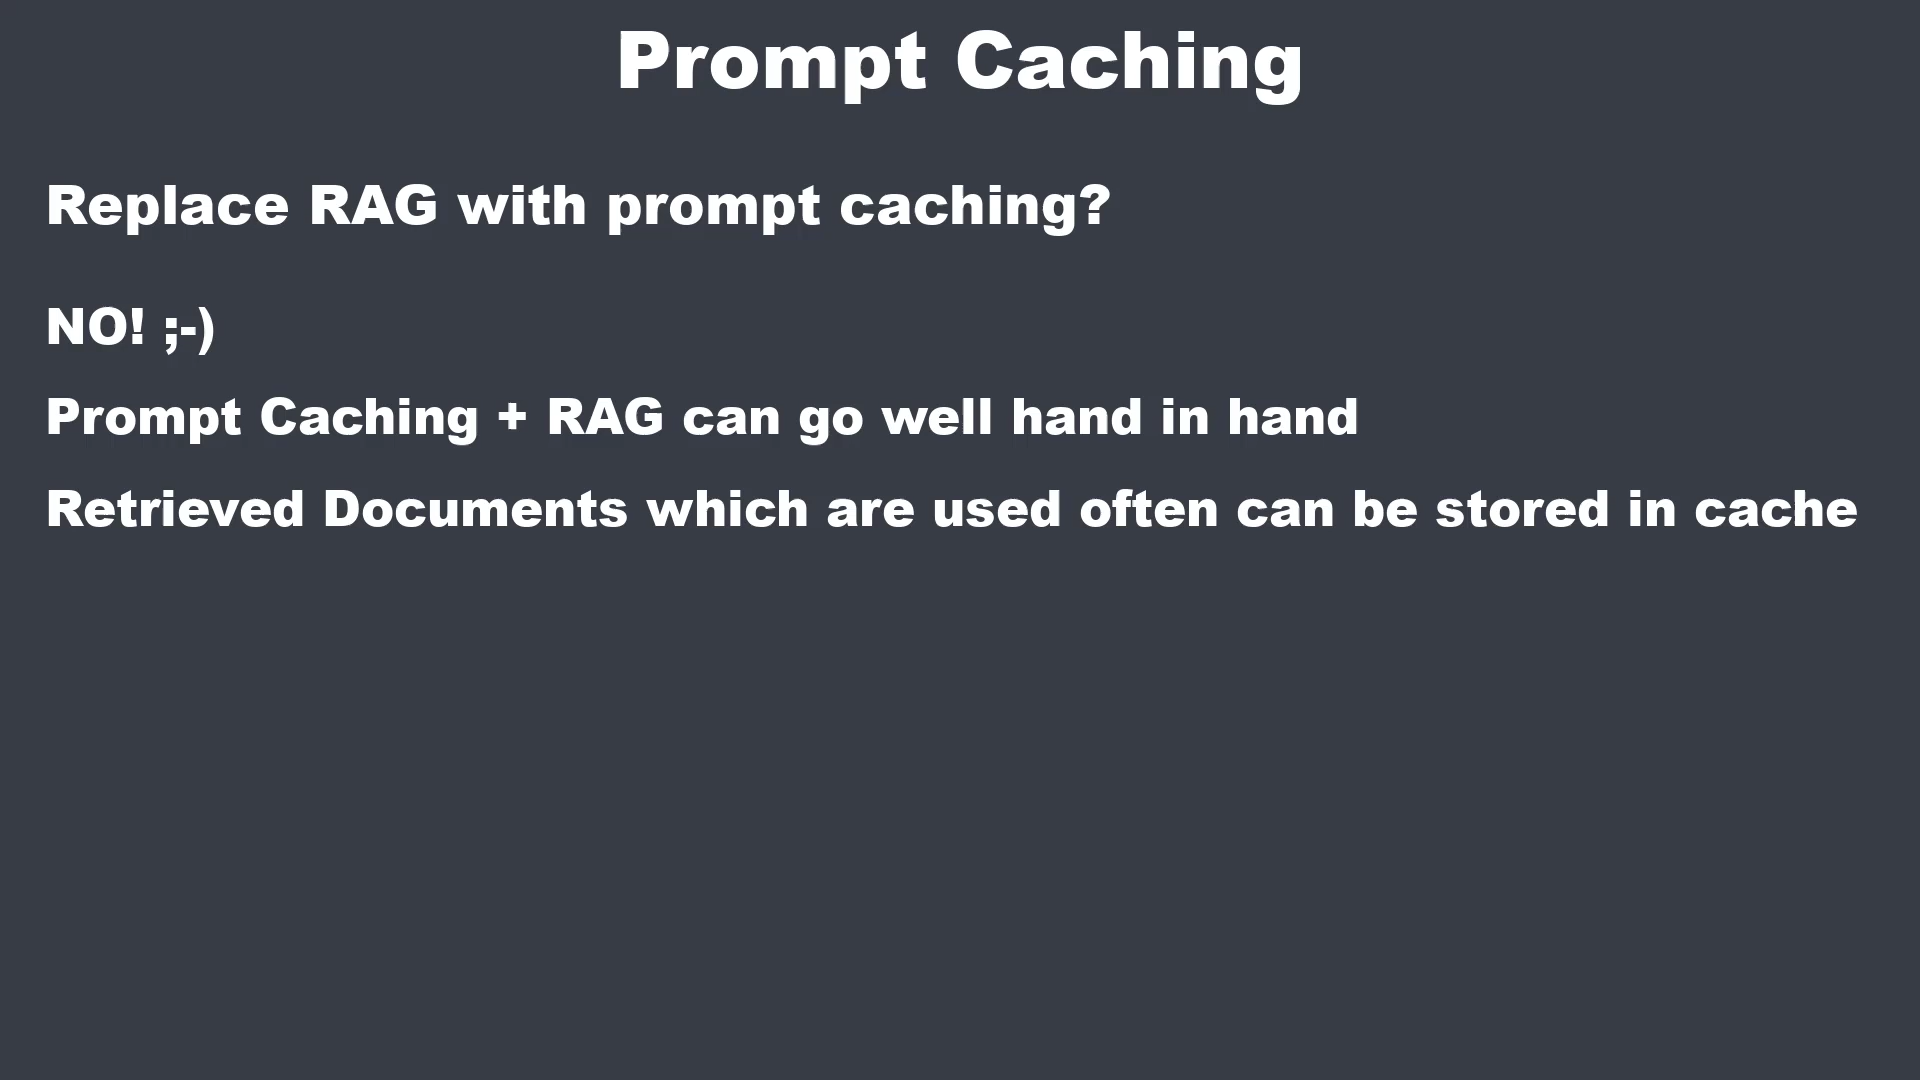 Prompt Caching
Replace RAG with prompt caching?
NO! ;-)
Prompt Caching + RAG can go well hand in hand
Retrieved Documents which are used often can be stored in cache